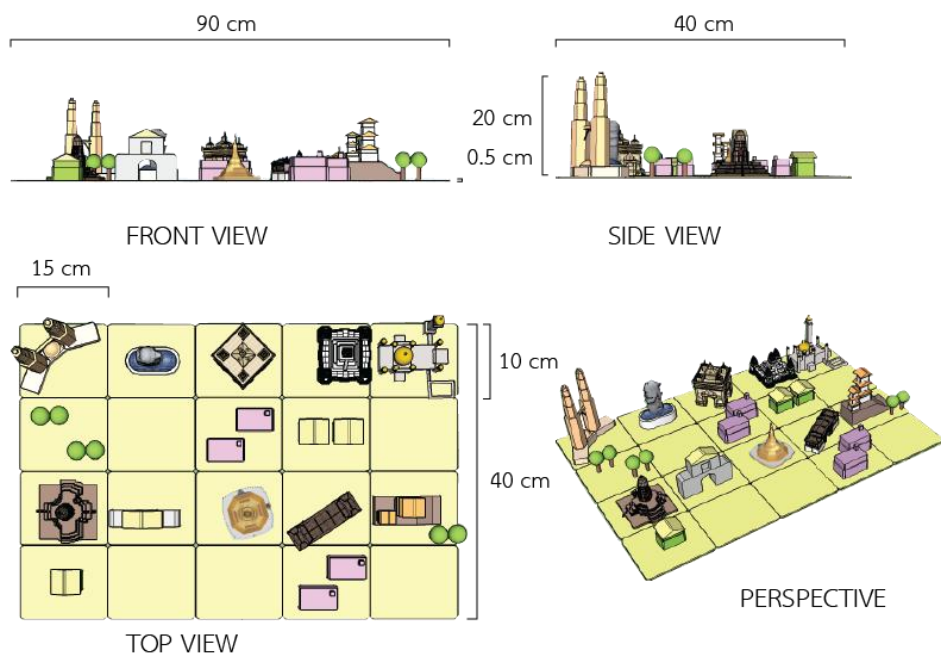 90 cm
40 cm
20 cm
0.5 cm
FRONT VIEW
SIDE VIEW
15 cm
10 cm
40 cm
PERSPECTIVE
TOP VIEW